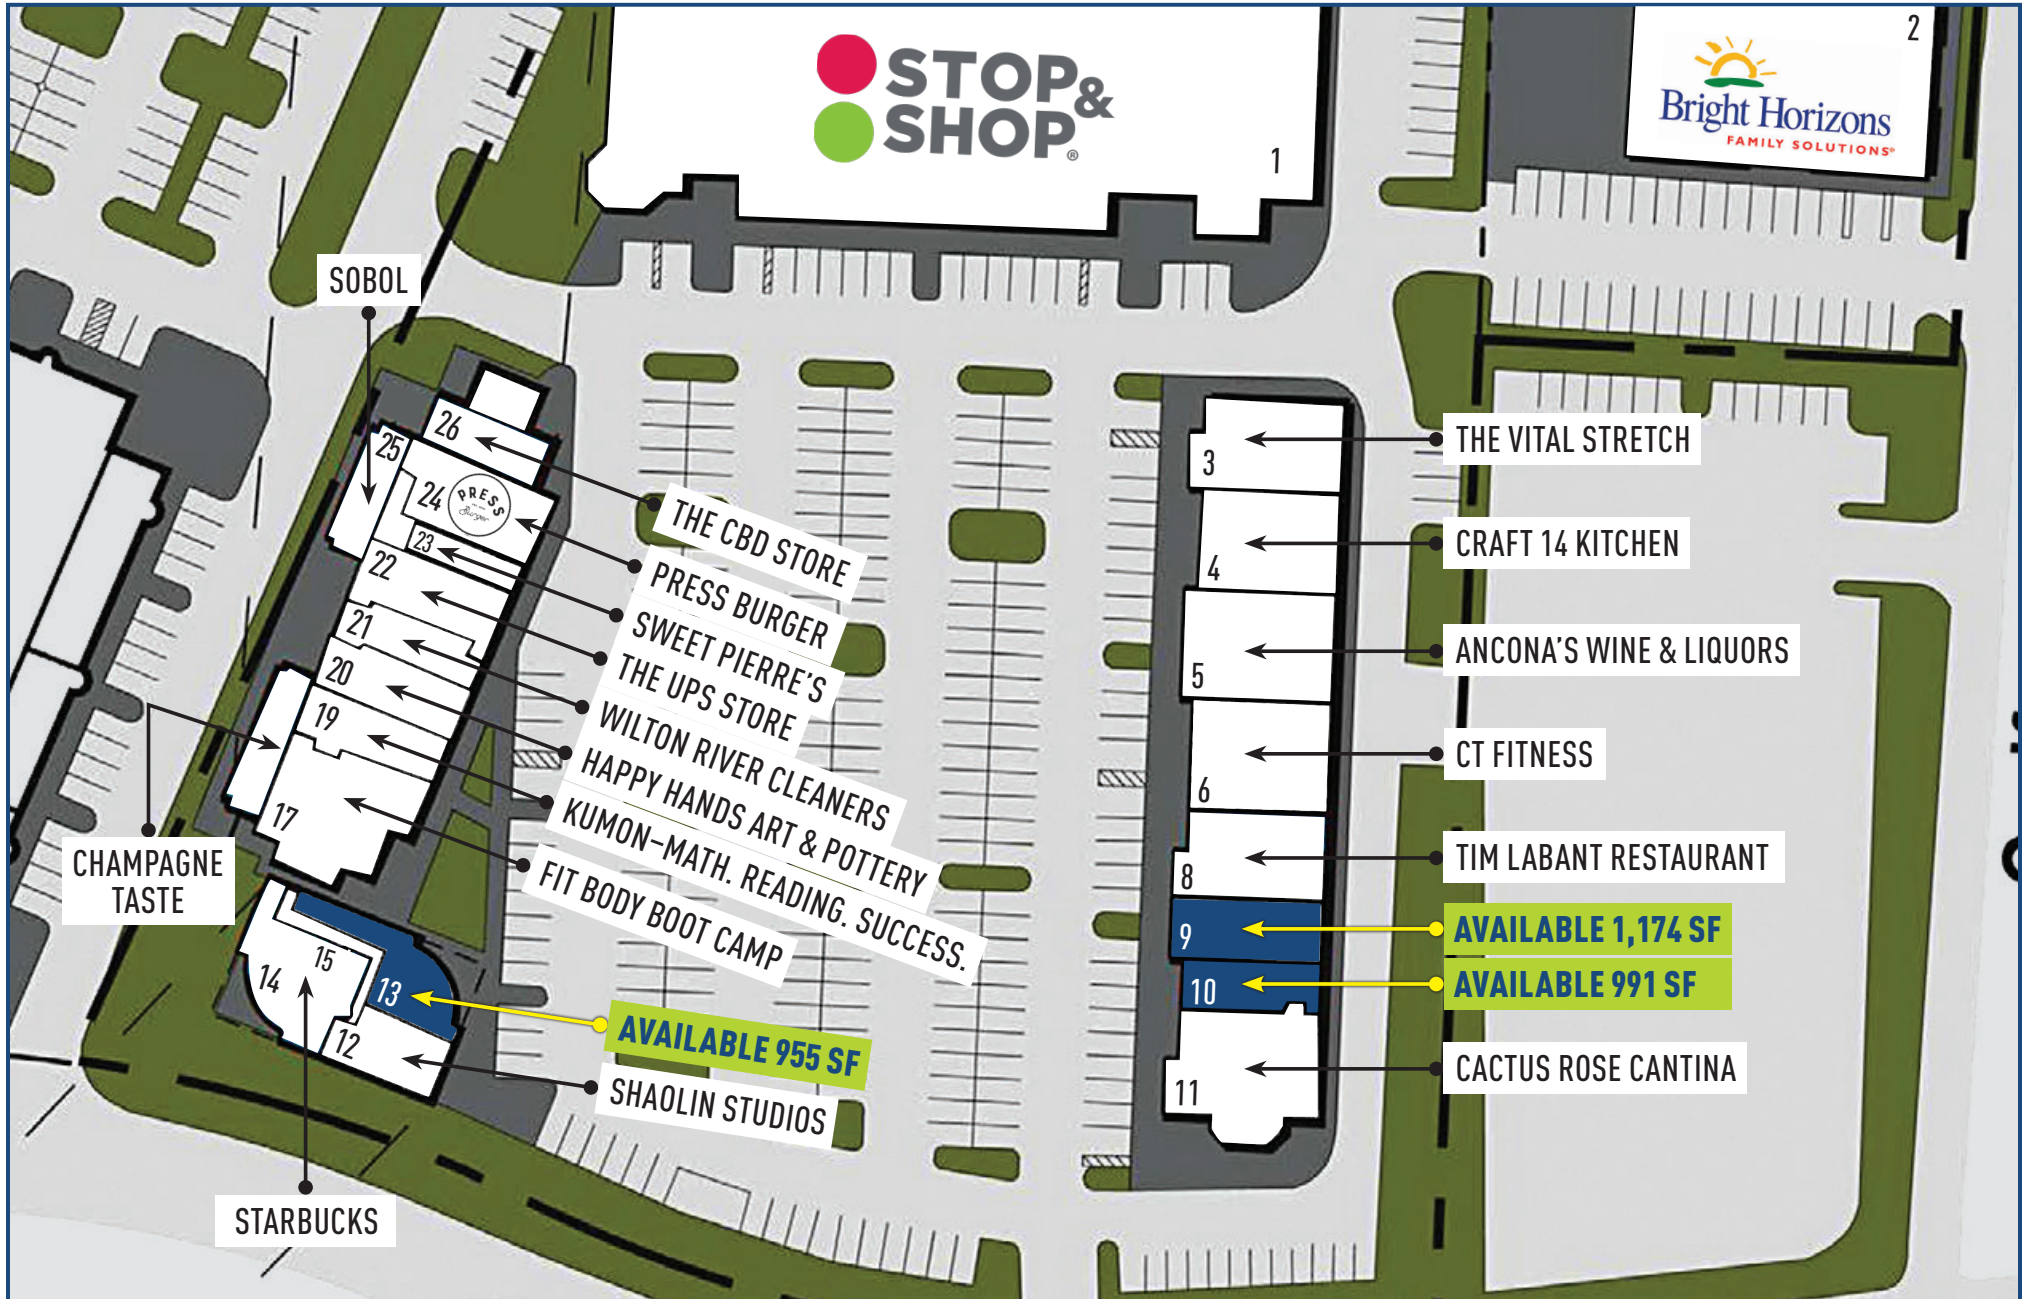 STOP &
SHOP®
1
2
Bright Horizons
FAMILY SOLUTIONS®
SOBOL
26
25
24
PRESS
Burger
23
22
21
20
19
17
THE CBD STORE
PRESS BURGER
SWEET PIERRE'S
THE UPS STORE
WILTON RIVER CLEANERS
HAPPY HANDS ART & POTTERY
KUMON–MATH. READING. SUCCESS.
FIT BODY BOOT CAMP
CHAMPAGNE
TASTE
15
14
13
12
AVAILABLE 955 SF
SHAOLIN STUDIOS
STARBUCKS
3
THE VITAL STRETCH
4
CRAFT 14 KITCHEN
5
ANCONA'S WINE & LIQUORS
6
CT FITNESS
8
TIM LABANT RESTAURANT
9
AVAILABLE 1,174 SF
10
AVAILABLE 991 SF
11
CACTUS ROSE CANTINA